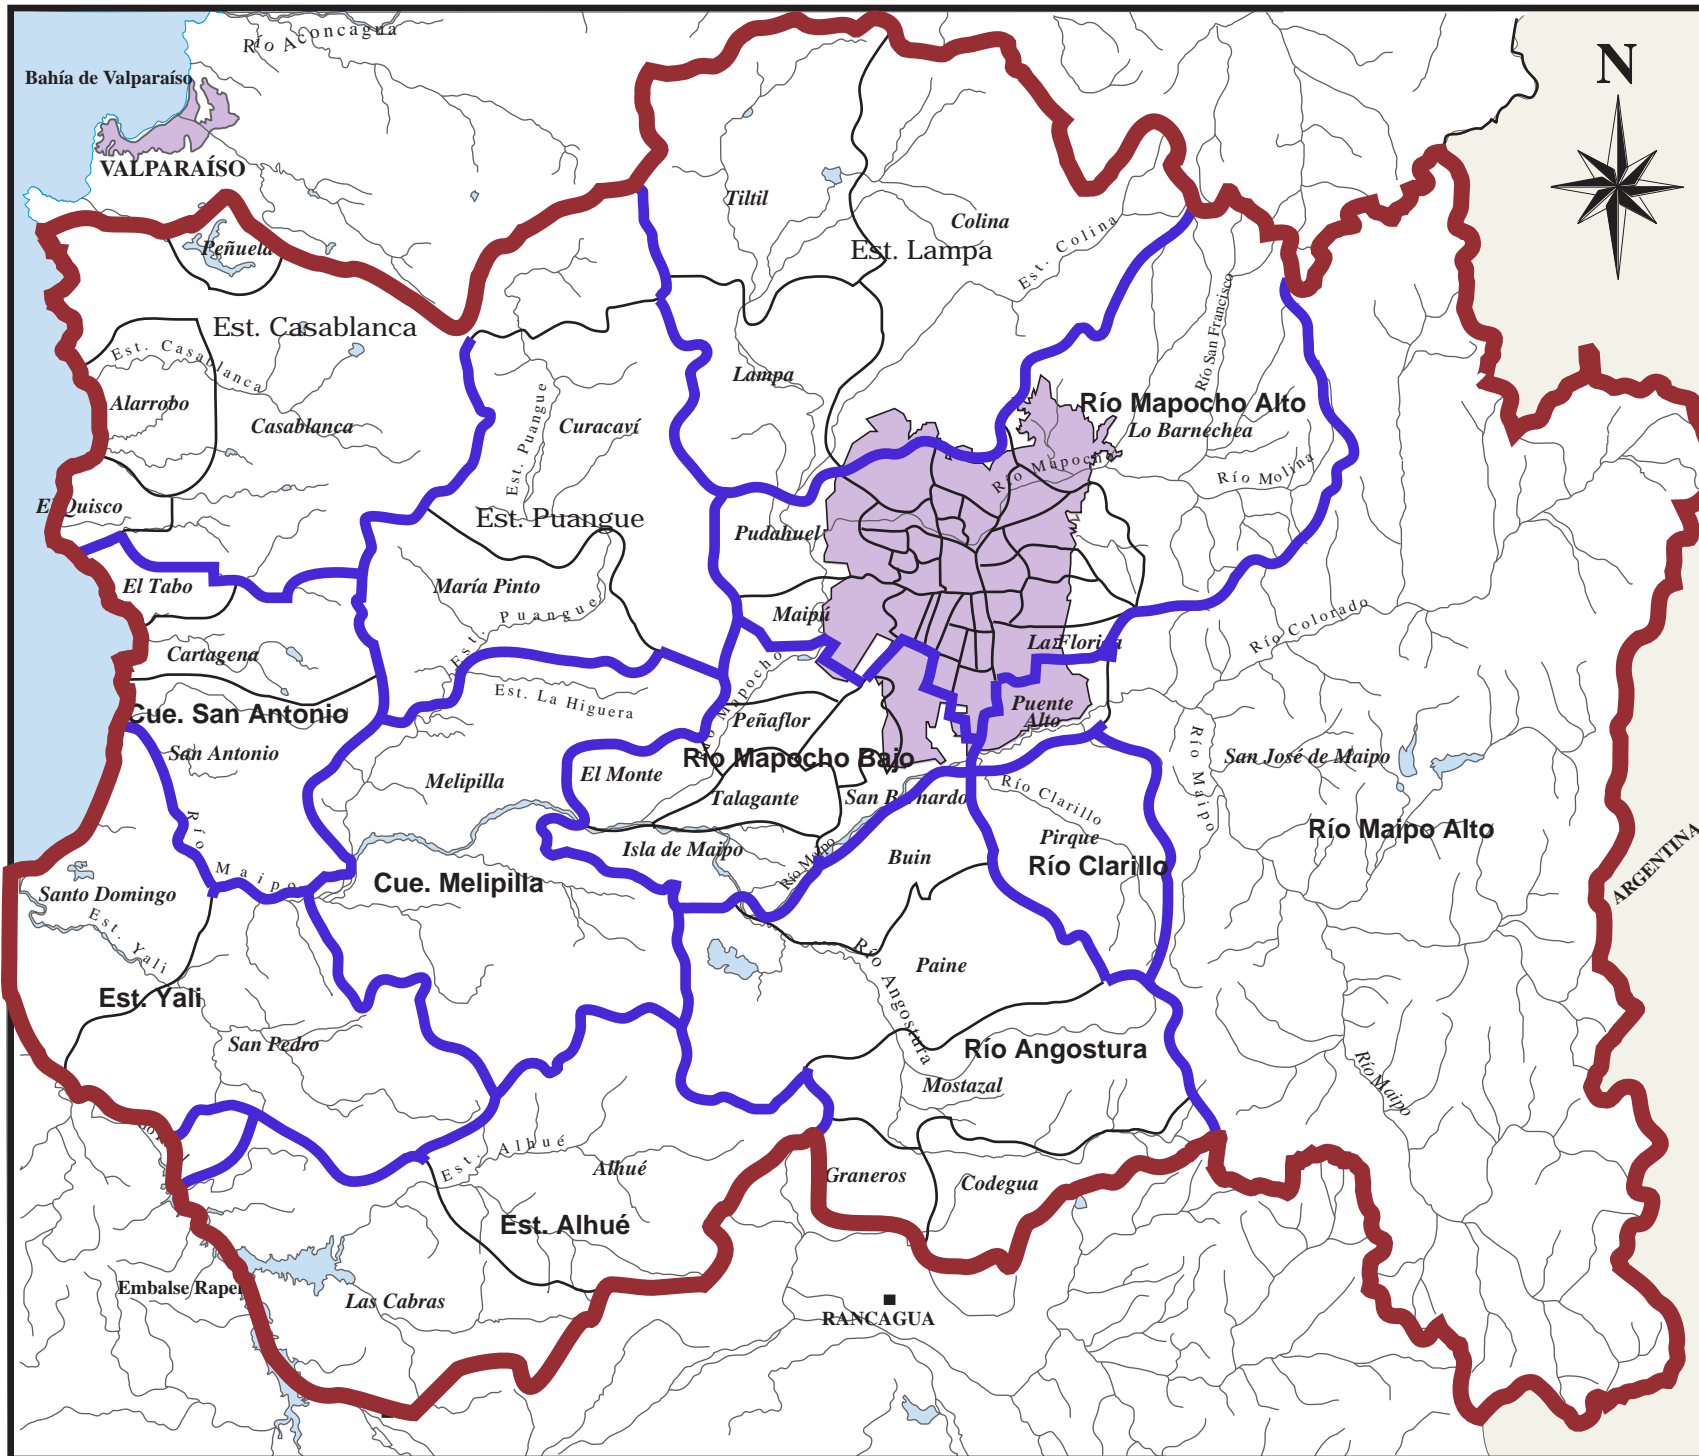 Río Aconcagua
N
Bahía de Valparaíso
VALPARAÍSO
Tiltil
Colina
Est. Colina
Est. Lampa
Peñuela
Río San Francisco
Est. Casablanca
Est. Casablanca
Lampa
Alarrobo
Casablanca
Est. Puangue
Curacaví
Río Mapocho Alto
Lo Barnechea
Río Mapocho
Río Molina
El Quisco
Est. Puangue
Pudahuel
El Tabo
María Pinto
Est. Puangue
Maipú
Río Colorado
La Florida
Cartagena
Est. La Higuera
Río Mapocho
Puente
Alto
Cue. San Antonio
Peñaflor
San Antonio
Río Mapocho Bajo
Río Maipo
San José de Maipo
Melipilla
El Monte
Talagante
San Bernardo
Río Clarillo
Río Maipo Alto
Pirque
Isla de Maipo
Río Maipo
Buin
Río Clarillo
ARGENTINA
Río Maipo
Cue. Melipilla
Santo Domingo
Est. Yali
Río Angostura
Paine
Est. Yali
San Pedro
Río Angostura
Río Maipo
Mostazal
Est. Alhué
Alhué
Graneros
Codegua
Est. Alhué
Embalse Rapel
Las Cabras
RANCAGUA